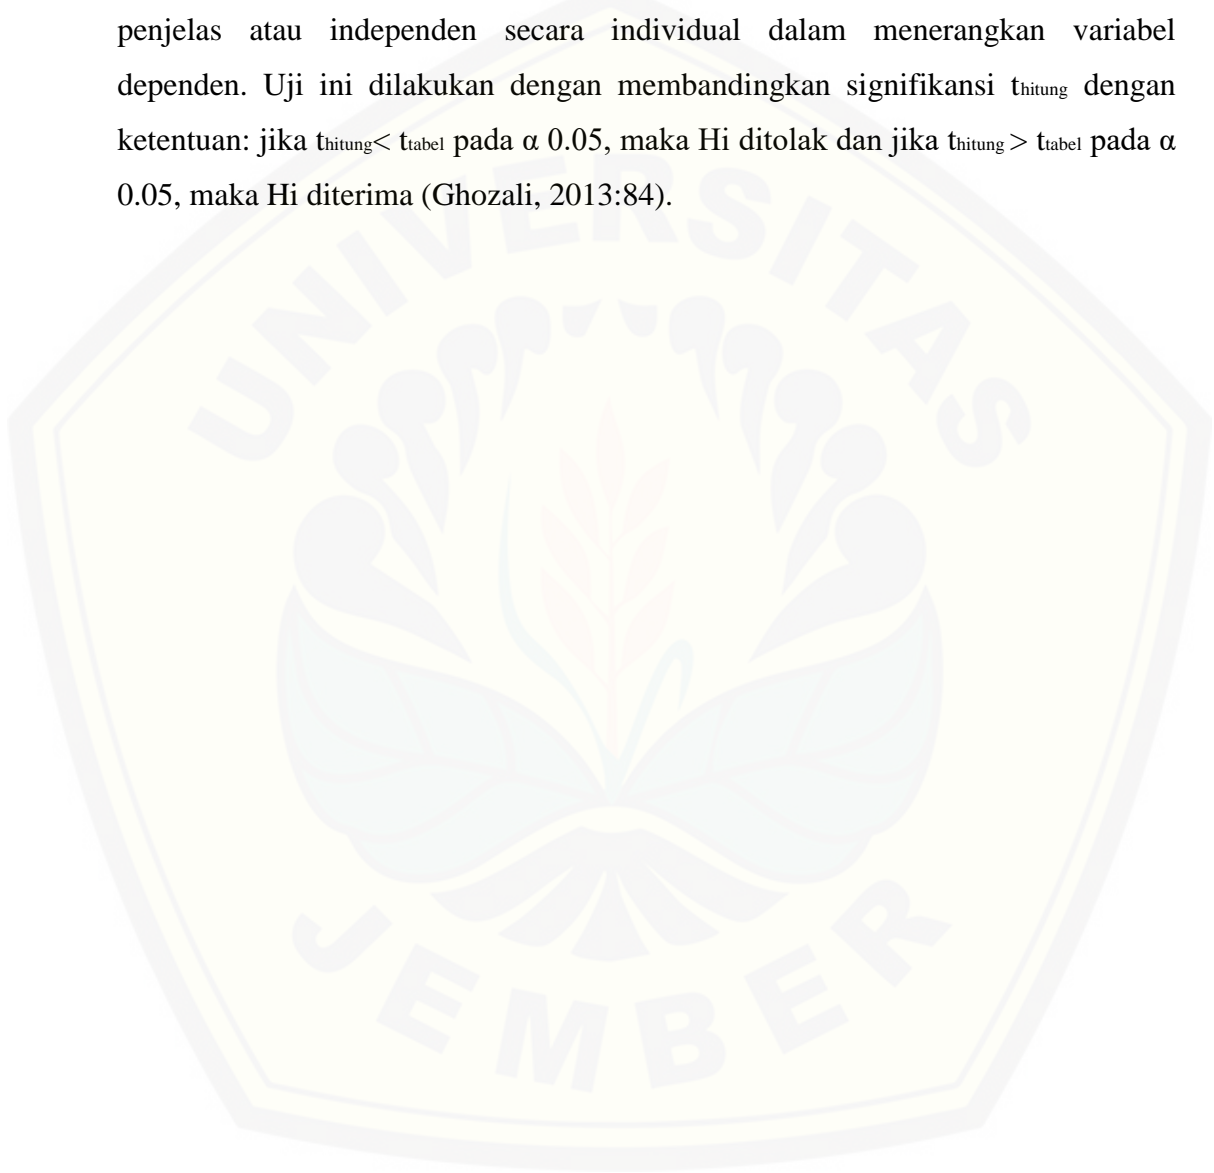 penjelas atau independen secara individual dalam menerangkan variabel
dependen. Uji ini dilakukan dengan membandingkan signifikansi thitung dengan
ketentuan: jika thitung< ttabel pada α 0.05, maka Hi ditolak dan jika thitung > ttabel pada α
0.05, maka Hi diterima (Ghozali, 2013:84).
UNIVERSITAS
JEMBER